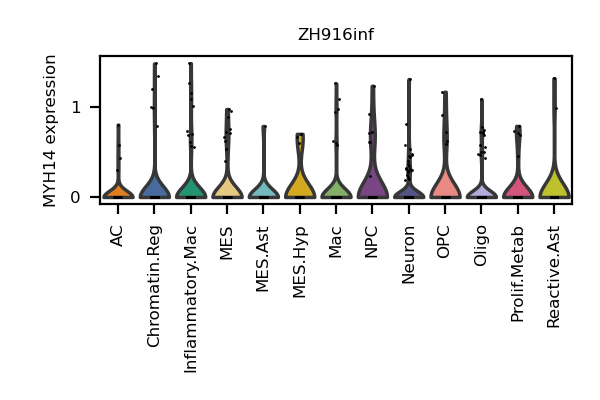 ZH916inf
MYH14 expression
1
0
AC
Chromatin.Reg
Inflammatory.Mac
MES
MES.Ast
MES.Hyp
Mac
NPC
Neuron
OPC
Oligo
Prolif.Metab
Reactive.Ast